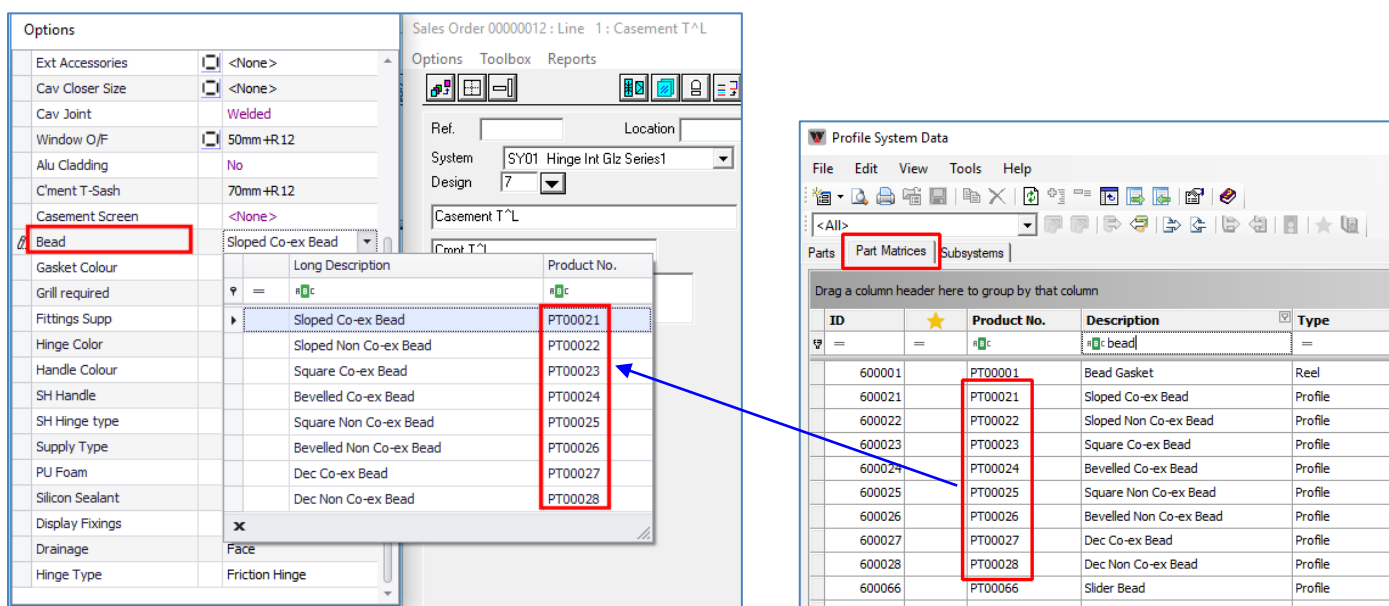 Options
Ext Accessories <None>
Cav Closer Size <None>
Cav Joint Welded
Window O/F 50mm+R12
Alu Cladding No
C'ment T-Sash 70mm+R12
Casement Screen <None>
Bead Sloped Co-ex Bead
Gasket Colour
Grill required
Fittings Supp
Hinge Color
Handle Colour
SH Handle
SH Hinge type
Supply Type
PU Foam
Silicon Sealant
Display Fixings
Drainage Face
Hinge Type Friction Hinge
Long Description Product No.
= ABC ABC
Sloped Co-ex Bead PT00021
Sloped Non Co-ex Bead PT00022
Square Co-ex Bead PT00023
Bevelled Co-ex Bead PT00024
Square Non Co-ex Bead PT00025
Bevelled Non Co-ex Bead PT00026
Dec Co-ex Bead PT00027
Dec Non Co-ex Bead PT00028
Sales Order 00000012 : Line 1 : Casement T^L
Options Toolbox Reports
Ref. Location
System SY01 Hinge Int Glz Series1
Design 7
Casement T^L
Cmnt T^L
Profile System Data
File Edit View Tools Help
<All>
Parts Part Matrices Subsystems
Drag a column header here to group by that column
ID Product No. Description Type
= = ABC ABC bead =
600001 PT00001 Bead Gasket Reel
600021 PT00021 Sloped Co-ex Bead Profile
600022 PT00022 Sloped Non Co-ex Bead Profile
600023 PT00023 Square Co-ex Bead Profile
600024 PT00024 Bevelled Co-ex Bead Profile
600025 PT00025 Square Non Co-ex Bead Profile
600026 PT00026 Bevelled Non Co-ex Bead Profile
600027 PT00027 Dec Co-ex Bead Profile
600028 PT00028 Dec Non Co-ex Bead Profile
600066 PT00066 Slider Bead Profile